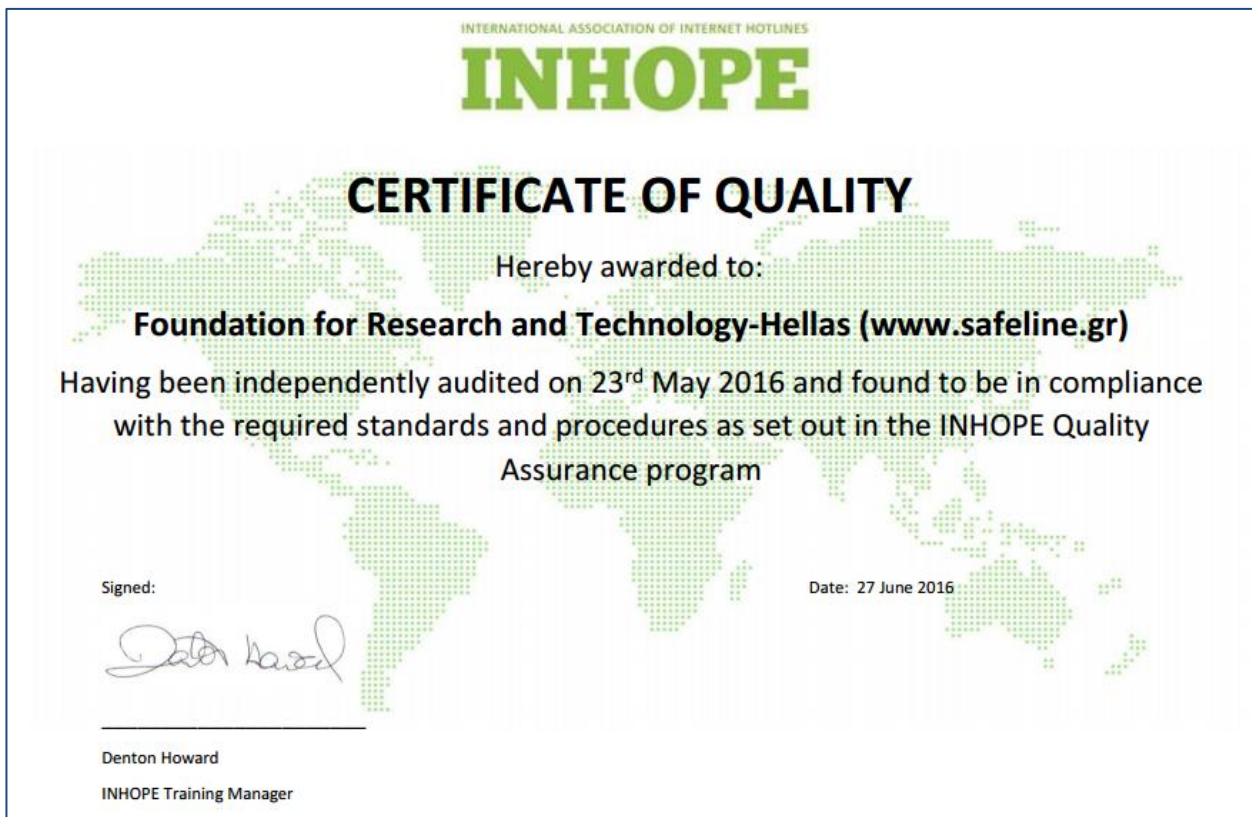 INTERNATIONAL ASSOCIATION OF INTERNET HOTLINES
INHOPE
CERTIFICATE OF QUALITY
Hereby awarded to:
Foundation for Research and Technology-Hellas (www.safeline.gr)
Having been independently audited on 23rd May 2016 and found to be in compliance
with the required standards and procedures as set out in the INHOPE Quality
Assurance program
Signed:
Date: 27 June 2016
Denton Howard
Denton Howard
INHOPE Training Manager